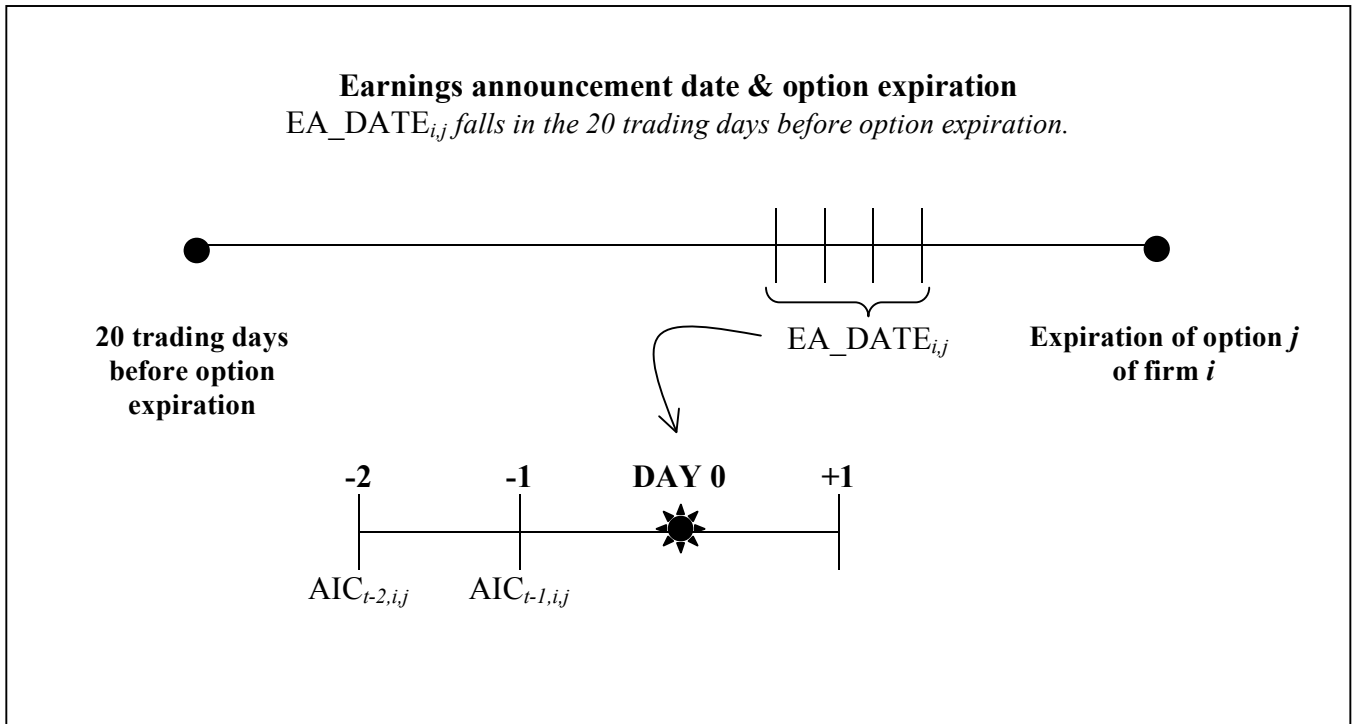 Earnings announcement date & option expiration
EA_DATEi,j falls in the 20 trading days before option expiration.
20 trading days
before option
expiration
EA_DATEi,j
Expiration of option j
of firm i
-2 -1 DAY 0 +1
AICt-2,i,j AICt-1,i,j